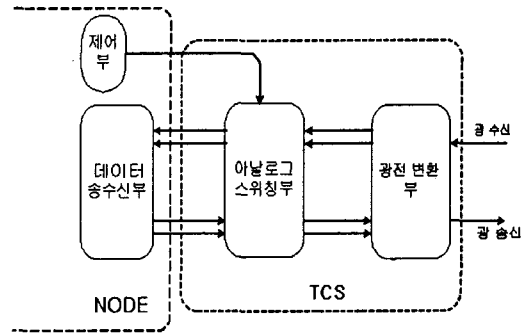 제어
부
데이터
송수신부
아날로그
스위칭부
광전 변환
부
광 수신
광 송신
NODE
TCS